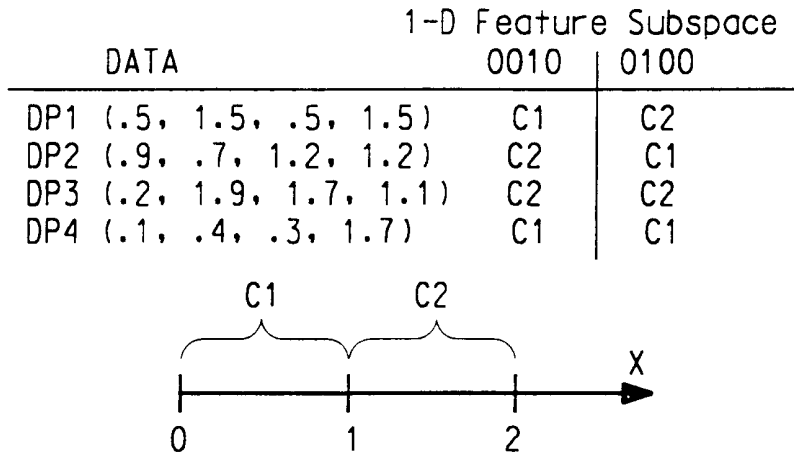 1-D Feature Subspace
DATA 0010 0100
DP1 (.5, 1.5, .5, 1.5) C1 C2
DP2 (.9, .7, 1.2, 1.2) C2 C1
DP3 (.2, 1.9, 1.7, 1.1) C2 C2
DP4 (.1, .4, .3, 1.7) C1 C1
C1 C2
X
0 1 2